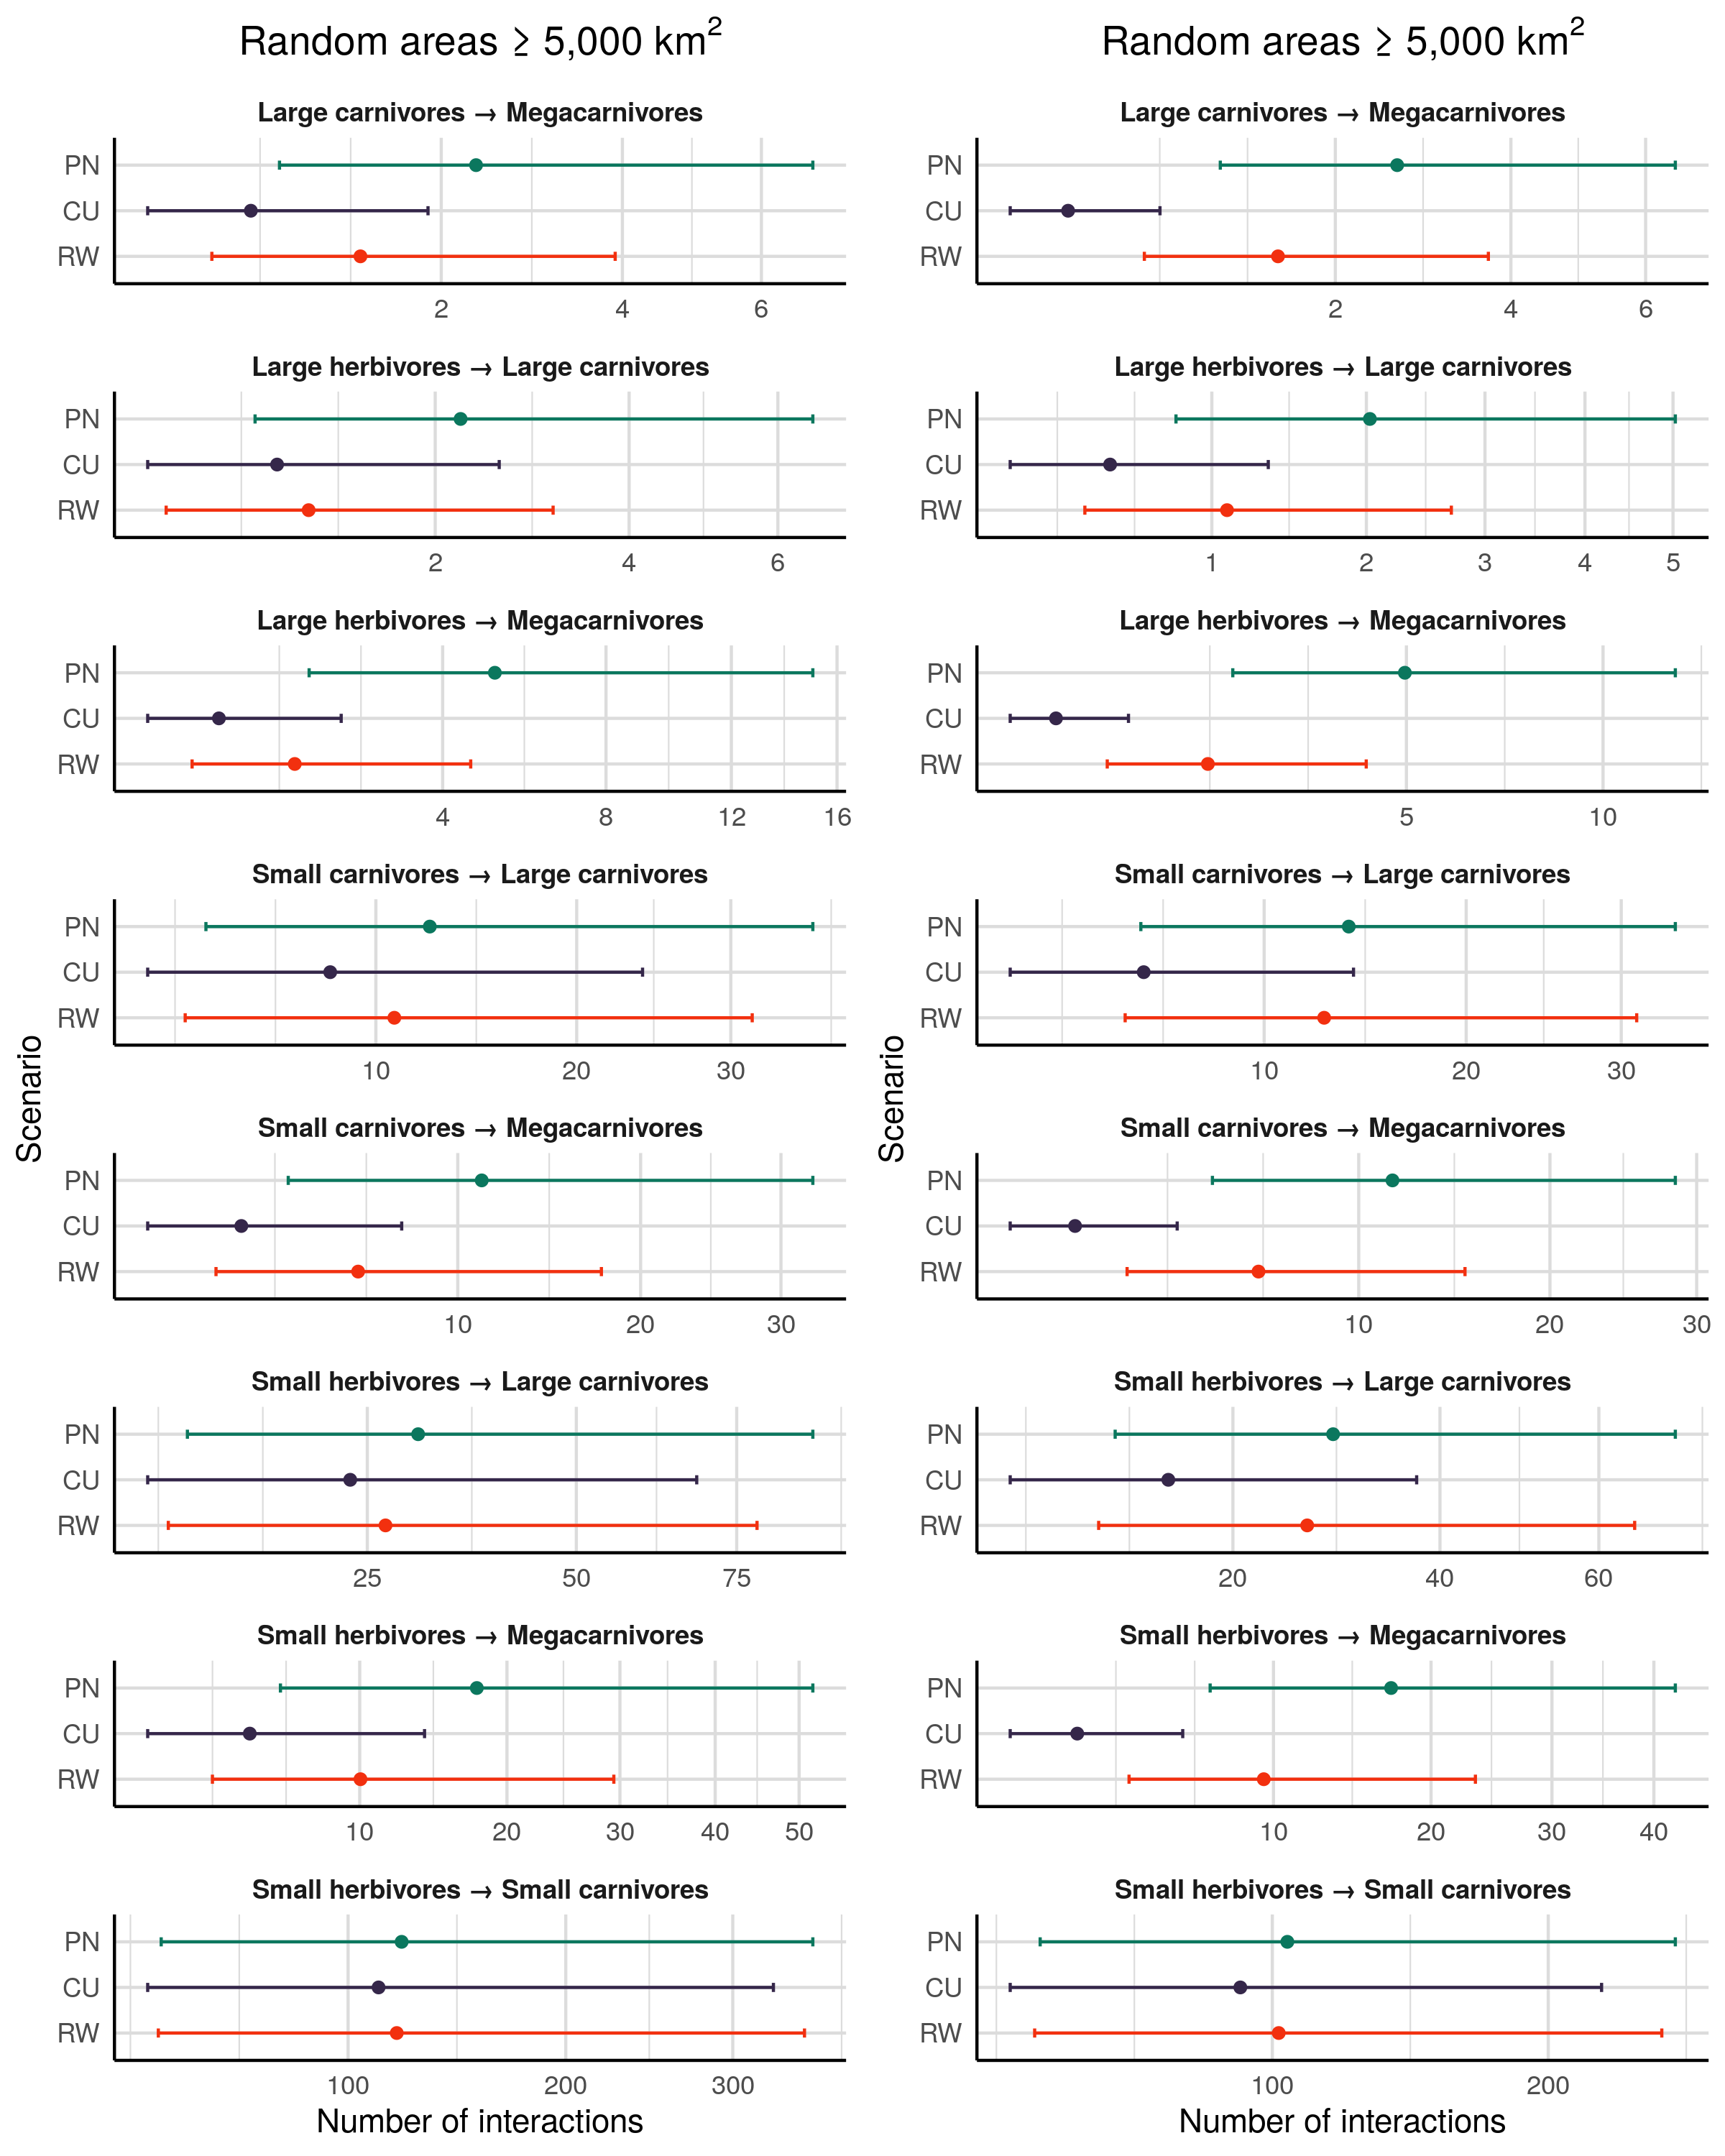 Random areas ≥ 5,000 km²
Large carnivores → Megacarnivores
PN
CU
RW
2 4 6
Large herbivores → Large carnivores
PN
CU
RW
2 4 6
Large herbivores → Megacarnivores
PN
CU
RW
4 8 12 16
Small carnivores → Large carnivores
PN
CU
RW
10 20 30
Small carnivores → Megacarnivores
PN
CU
RW
10 20 30
Small herbivores → Large carnivores
PN
CU
RW
25 50 75
Small herbivores → Megacarnivores
PN
CU
RW
10 20 30 40 50
Small herbivores → Small carnivores
PN
CU
RW
100 200 300
Scenario
Number of interactions
Random areas ≥ 5,000 km²
Large carnivores → Megacarnivores
PN
CU
RW
2 4 6
Large herbivores → Large carnivores
PN
CU
RW
1 2 3 4 5
Large herbivores → Megacarnivores
PN
CU
RW
5 10
Small carnivores → Large carnivores
PN
CU
RW
10 20 30
Small carnivores → Megacarnivores
PN
CU
RW
10 20 30
Small herbivores → Large carnivores
PN
CU
RW
20 40 60
Small herbivores → Megacarnivores
PN
CU
RW
10 20 30 40
Small herbivores → Small carnivores
PN
CU
RW
100 200
Scenario
Number of interactions